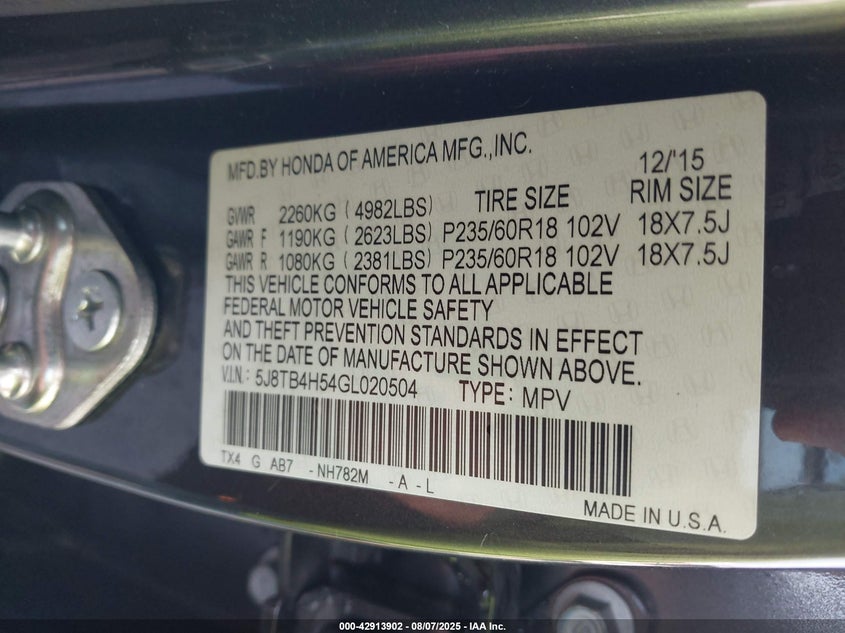 MFD.BY HONDA OF AMERICA MFG.,INC. 12/'15
GVWR 2260KG (4982LBS) TIRE SIZE RIM SIZE
GAWR F 1190KG (2623LBS) P235/60R18 102V 18X7.5J
GAWR R 1080KG (2381LBS) P235/60R18 102V 18X7.5J
THIS VEHICLE CONFORMS TO ALL APPLICABLE
FEDERAL MOTOR VEHICLE SAFETY
AND THEFT PREVENTION STANDARDS IN EFFECT
ON THE DATE OF MANUFACTURE SHOWN ABOVE.
V.I.N: 5J8TB4H54GL020504 TYPE: MPV
TX4 G AB7 -NH782M -A-L
MADE IN U.S.A.
000-42913902 - 08/07/2025 - IAA Inc.